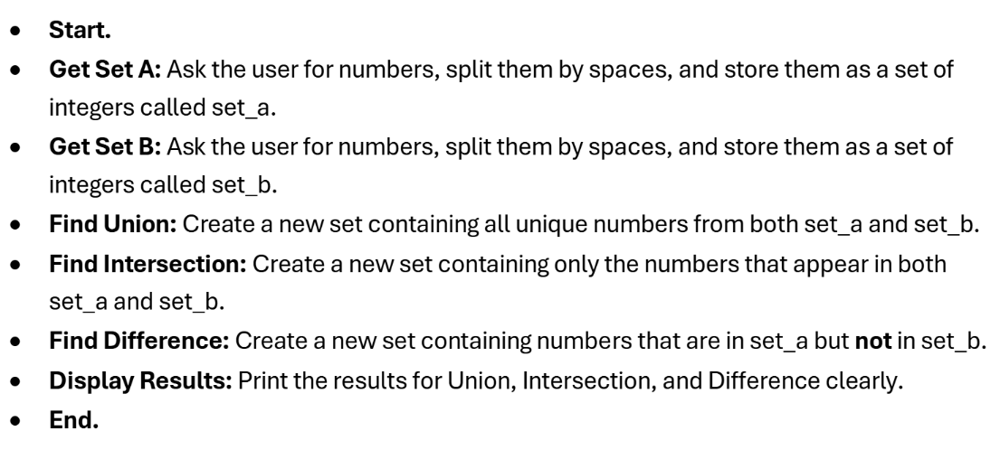 • Start.
• Get Set A: Ask the user for numbers, split them by spaces, and store them as a set of
integers called set_a.
• Get Set B: Ask the user for numbers, split them by spaces, and store them as a set of
integers called set_b.
• Find Union: Create a new set containing all unique numbers from both set_a and set_b.
• Find Intersection: Create a new set containing only the numbers that appear in both
set_a and set_b.
• Find Difference: Create a new set containing numbers that are in set_a but not in set_b.
• Display Results: Print the results for Union, Intersection, and Difference clearly.
• End.